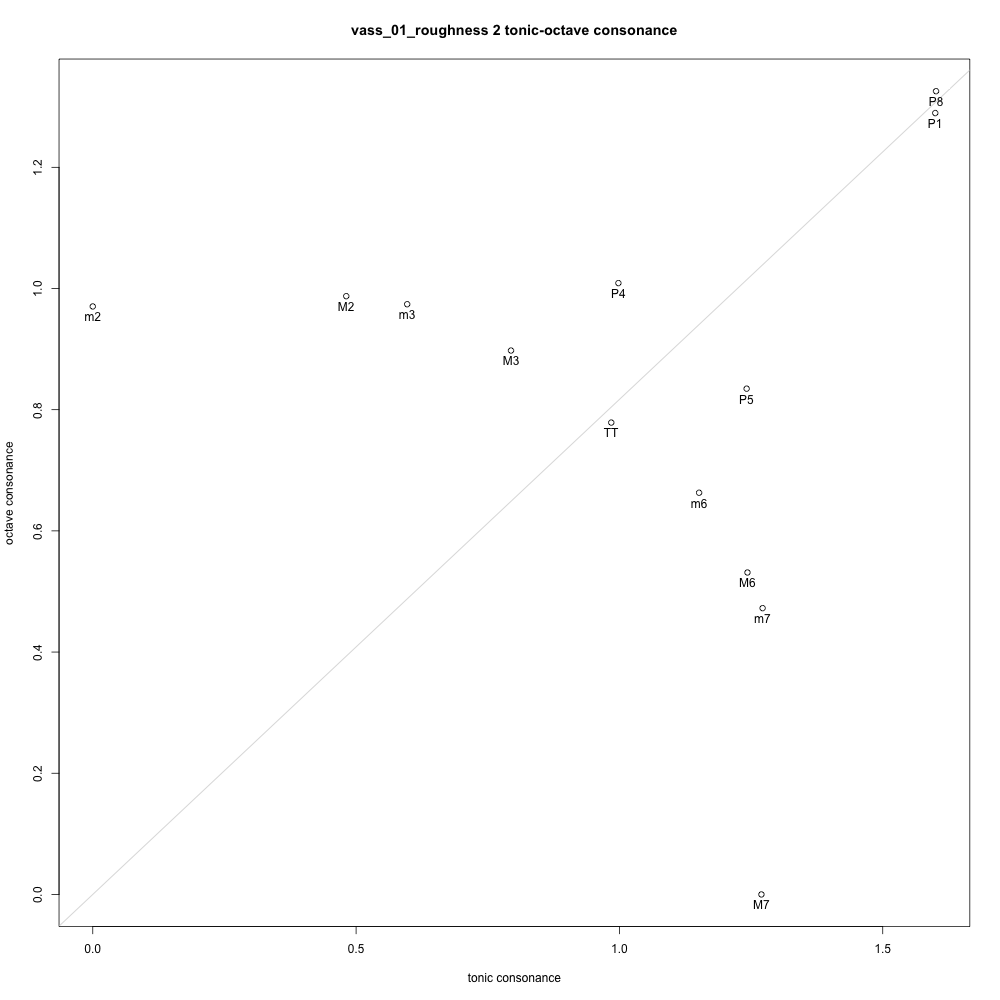 vass_01_roughness 2 tonic-octave consonance
P8
P1
1.2
1.0
P4
M2
m3
m2
M3
0.8
P5
TT
octave consonance
0.6
m6
M6
m7
0.4
0.2
0.0
M7
0.0 0.5 1.0 1.5
tonic consonance